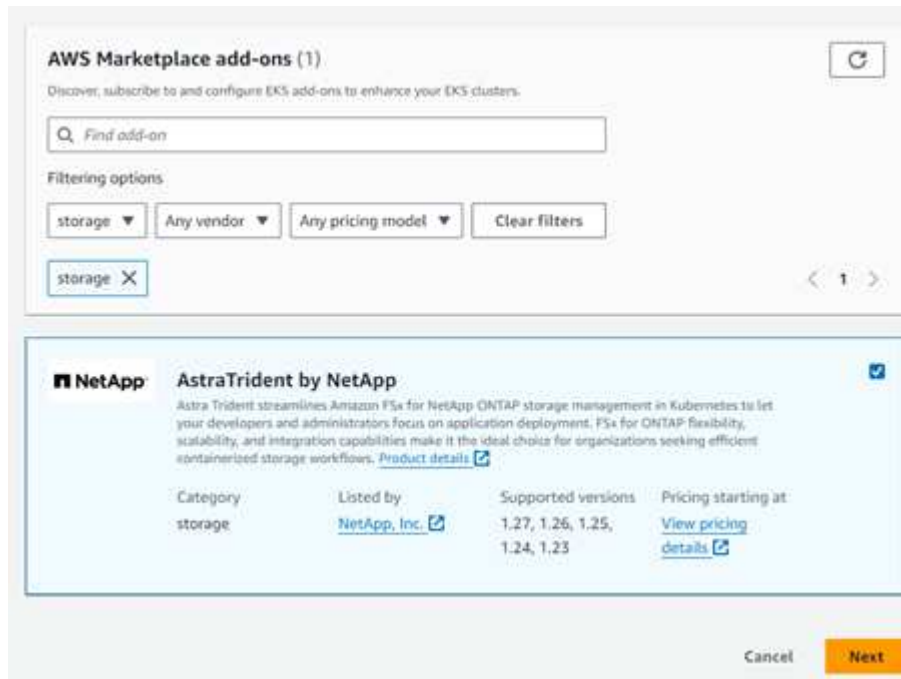 AWS Marketplace add-ons (1)
Discover, subscribe to and configure EKS add-ons to enhance your EKS clusters.
Find add-on
Filtering options
storage
Any vendor
Any pricing model
Clear filters
storage
1
NetApp
AstraTrident by NetApp
Astra Trident streamlines Amazon FSx for NetApp ONTAP storage management in Kubernetes to let
your developers and administrators focus on application deployment. FSx for ONTAP flexibility,
scalability, and integration capabilities make it the ideal choice for organizations seeking efficient
containerized storage workflows. Product details
Category
storage
Listed by
NetApp, Inc.
Supported versions
1.27, 1.26, 1.25,
1.24, 1.23
Pricing starting at
View pricing
details
Cancel
Next